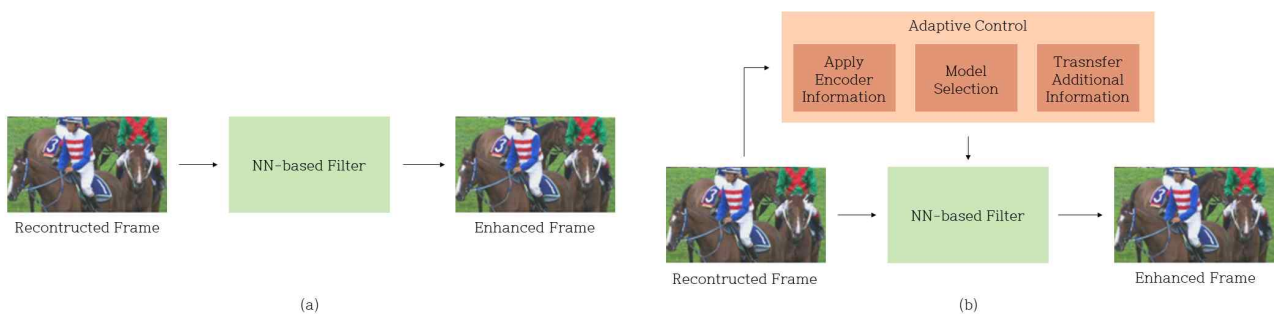 NN-based Filter
Recontructed Frame
Enhanced Frame
(a)
Adaptive Control
Apply
Encoder
Information
Model
Selection
Trasnsfer
Additional
Information
NN-based Filter
Recontructed Frame
Enhanced Frame
(b)